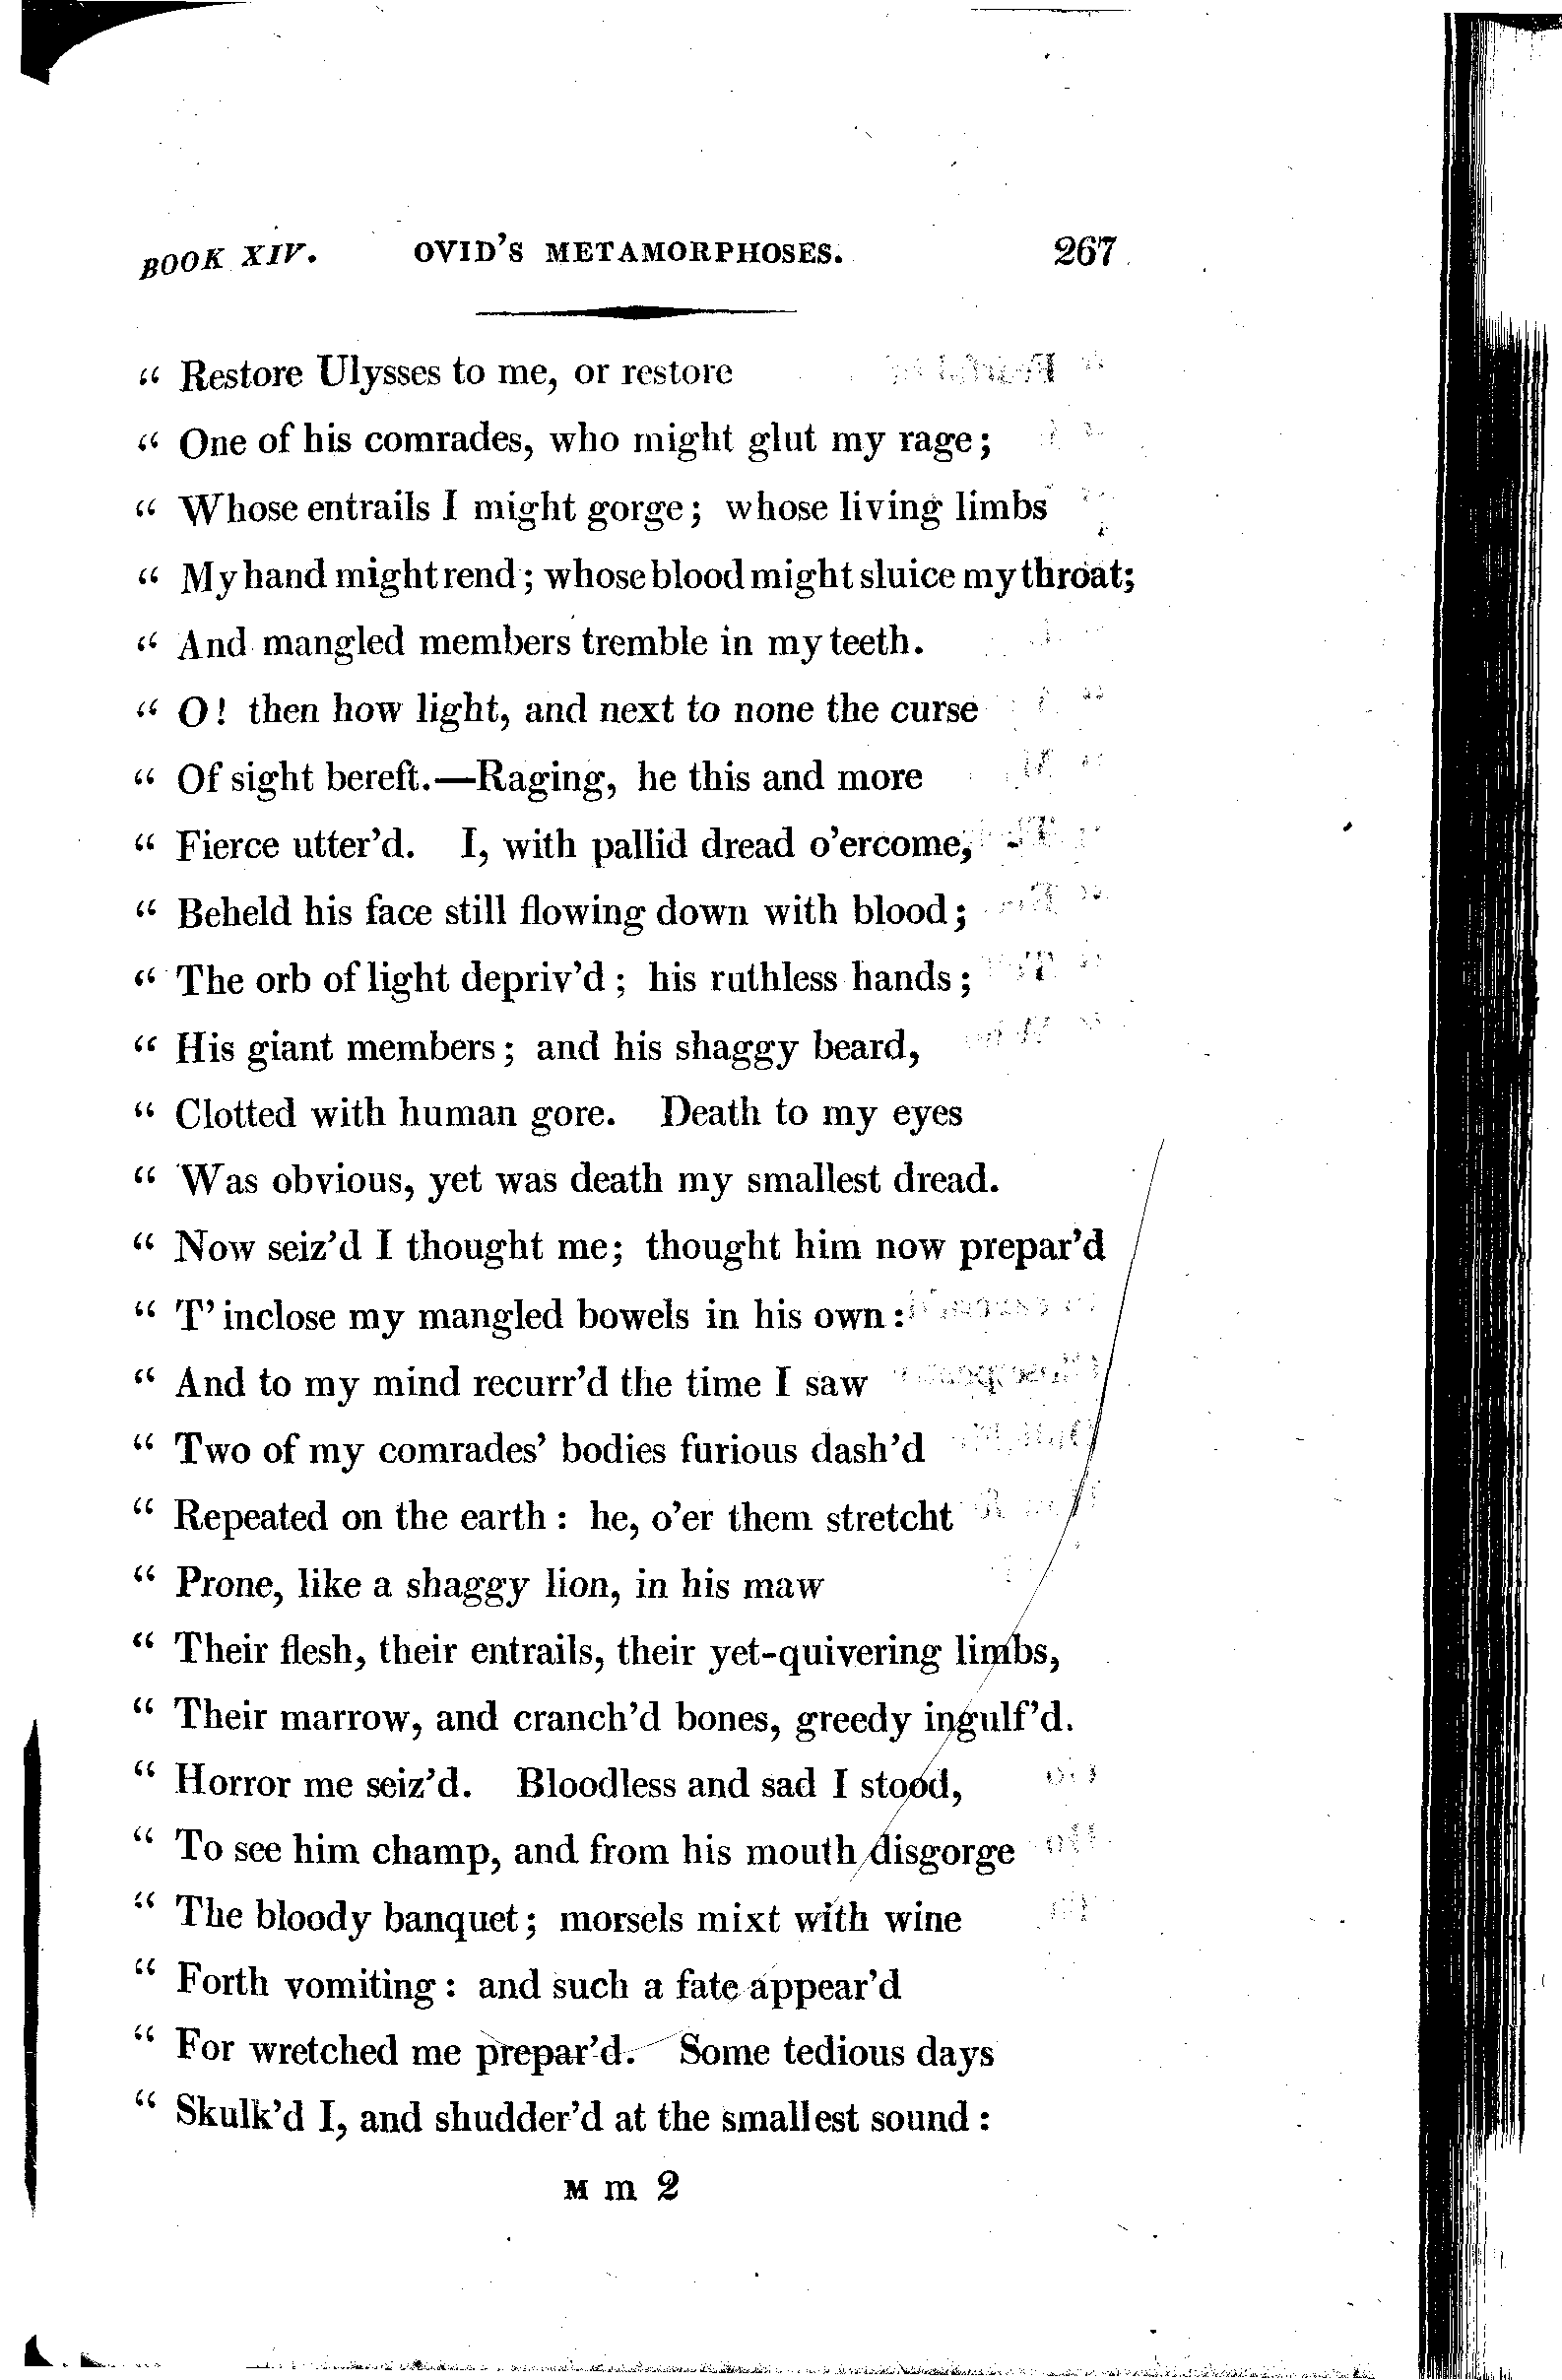 BOOK XIV. OVID'S METAMORPHOSES. 267
“ Restore Ulysses to me, or restore
“ One of his comrades, who might glut my rage;
“ Whose entrails I might gorge; whose living limbs
“ My hand might rend; whose blood might sluice my throat;
“ And mangled members tremble in my teeth.
“ O! then how light, and next to none the curse
“ Of sight bereft.—Raging, he this and more
“ Fierce utter'd. I, with pallid dread o'ercome,
“ Beheld his face still flowing down with blood;
“ The orb of light depriv'd; his ruthless hands;
“ His giant members; and his shaggy beard,
“ Clotted with human gore. Death to my eyes
“ Was obvious, yet was death my smallest dread.
“ Now seiz'd I thought me; thought him now prepar'd
“ T' inclose my mangled bowels in his own:
“ And to my mind recurr'd the time I saw
“ Two of my comrades' bodies furious dash'd
“ Repeated on the earth: he, o'er them stretcht
“ Prone, like a shaggy lion, in his maw
“ Their flesh, their entrails, their yet-quivering limbs,
“ Their marrow, and cranch'd bones, greedy ingulf'd.
“ Horror me seiz'd. Bloodless and sad I stood,
“ To see him champ, and from his mouth disgorge
“ The bloody banquet; morsels mixt with wine
“ Forth vomiting: and such a fate appear'd
“ For wretched me prepar'd. Some tedious days
“ Skulk'd I, and shudder'd at the smallest sound:
M m 2